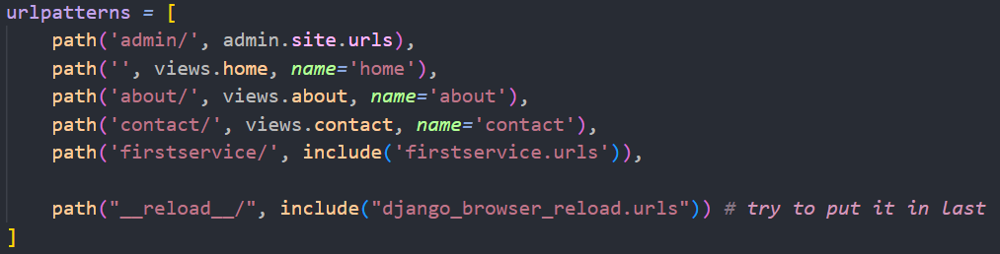 urlpatterns = [
    path('admin/', admin.site.urls),
    path('', views.home, name='home'),
    path('about/', views.about, name='about'),
    path('contact/', views.contact, name='contact'),
    path('firstservice/', include('firstservice.urls')),
    path("__reload__/", include("django_browser_reload.urls")) # try to put it in last
]